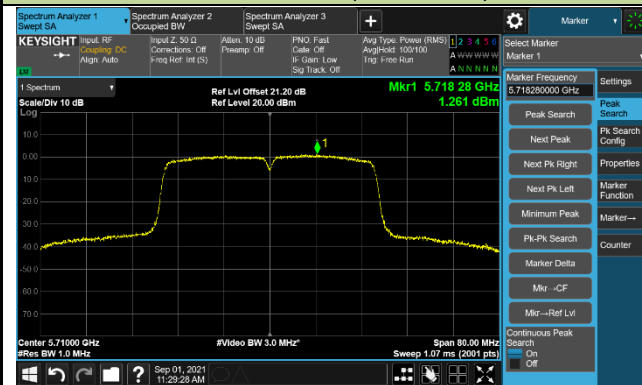 Spectrum Analyzer 1
Swept SA
Spectrum Analyzer 2
Occupied BW
Spectrum Analyzer 3
Swept SA
+
Marker
KEYSIGHT
Input: RF
Coupling: DC
Align: Auto
Input Z: 50 Ω
Corrections: Off
Freq Ref: Int (S)
Atten: 10 dB
Preamp: Off
PNO: Fast
Gate: Off
IF Gain: Low
Sig Track: Off
Avg Type: Power (RMS)
Avg|Hold: 100/100
Trig: Free Run
1 2 3 4 5 6
A W W W W W
A N N N N N
Select Marker
Marker 1
1 Spectrum
Scale/Div 10 dB
Log
Ref Lvl Offset 21.20 dB
Ref Level 20.00 dBm
Mkr1 5.718 28 GHz
1.261 dBm
10.0
0.00
10.0
20.0
30.0
40.0
50.0
60.0
70.0
1
Center 5.71000 GHz
#Res BW 1.0 MHz
#Video BW 3.0 MHz*
Span 80.00 MHz
Sweep 1.07 ms (2001 pts)
Marker Frequency
5.718280000 GHz
Peak Search
Next Peak
Next Pk Right
Next Pk Left
Minimum Peak
Pk-Pk Search
Marker Delta
Mkr→CF
Mkr→Ref Lvl
Continuous Peak
Search
On
Off
Settings
Peak
Search
Pk Search
Config
Properties
Marker
Function
Marker→
Counter
?
Sep 01, 2021
11:29:28 AM